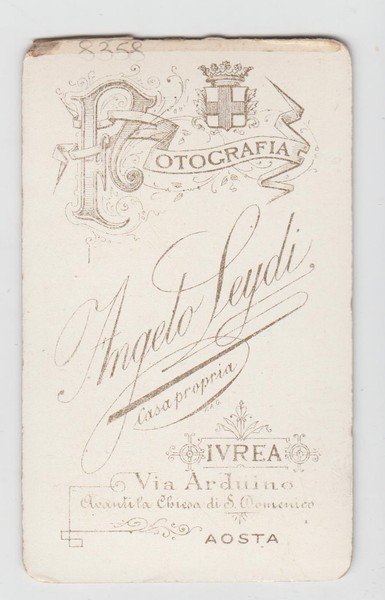 8358
FOTOGRAFIA
Angelo Leydi
Casa propria
IVREA
Via Arduino
Avanti la Chiesa di S. Domenico
AOSTA